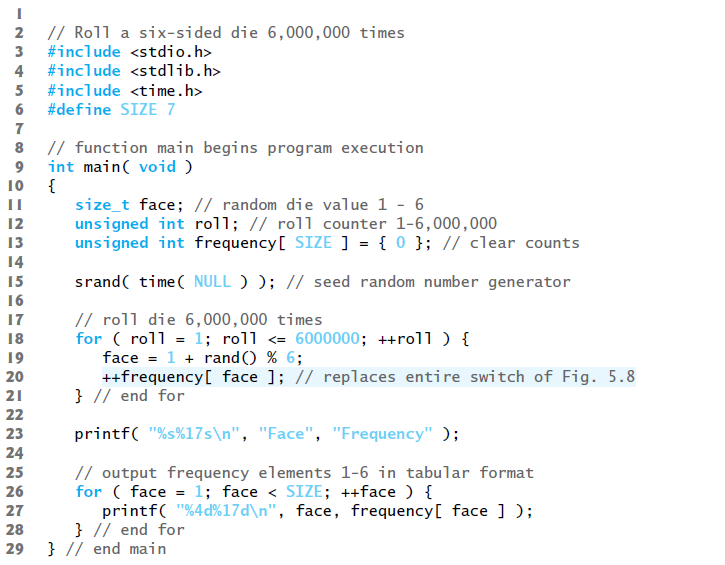 1
2 // Roll a six-sided die 6,000,000 times
3 #include <stdio.h>
4 #include <stdlib.h>
5 #include <time.h>
6 #define SIZE 7
7
8 // function main begins program execution
9 int main( void )
10 {
11    size_t face; // random die value 1 - 6
12    unsigned int roll; // roll counter 1-6,000,000
13    unsigned int frequency[ SIZE ] = { 0 }; // clear counts
14
15    srand( time( NULL ) ); // seed random number generator
16
17    // roll die 6,000,000 times
18    for ( roll = 1; roll <= 6000000; ++roll ) {
19       face = 1 + rand() % 6;
20       ++frequency[ face ]; // replaces entire switch of Fig. 5.8
21    } // end for
22
23    printf( "%s%17s\n", "Face", "Frequency" );
24
25    // output frequency elements 1-6 in tabular format
26    for ( face = 1; face < SIZE; ++face ) {
27       printf( "%4d%17d\n", face, frequency[ face ] );
28    } // end for
29 } // end main